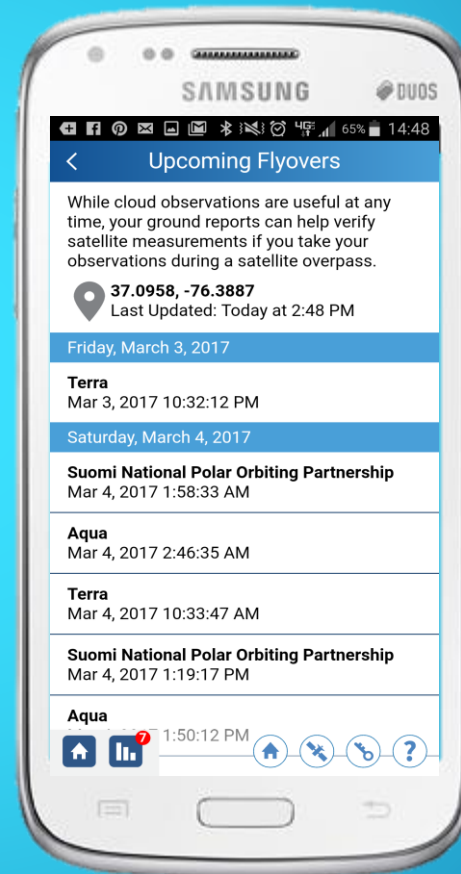 SAMSUNG DUOS
4G 65% 14:48
Upcoming Flyovers
While cloud observations are useful at any
time, your ground reports can help verify
satellite measurements if you take your
observations during a satellite overpass.
37.0958, -76.3887
Last Updated: Today at 2:48 PM
Friday, March 3, 2017
Terra
Mar 3, 2017 10:32:12 PM
Saturday, March 4, 2017
Suomi National Polar Orbiting Partnership
Mar 4, 2017 1:58:33 AM
Aqua
Mar 4, 2017 2:46:35 AM
Terra
Mar 4, 2017 10:33:47 AM
Suomi National Polar Orbiting Partnership
Mar 4, 2017 1:19:17 PM
Aqua
1:50:12 PM
7
?